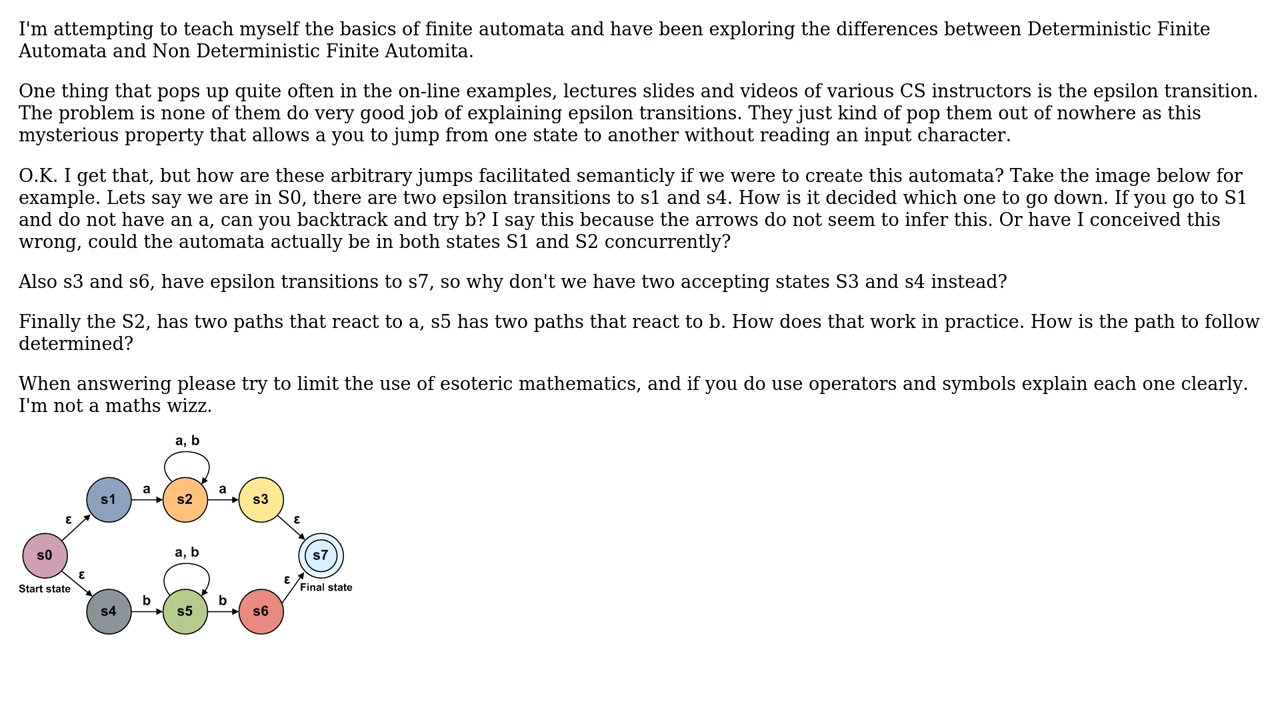 I'm attempting to teach myself the basics of finite automata and have been exploring the differences between Deterministic Finite
Automata and Non Deterministic Finite Automita.
One thing that pops up quite often in the on-line examples, lectures slides and videos of various CS instructors is the epsilon transition.
The problem is none of them do very good job of explaining epsilon transitions. They just kind of pop them out of nowhere as this
mysterious property that allows a you to jump from one state to another without reading an input character.
O.K. I get that, but how are these arbitrary jumps facilitated semanticly if we were to create this automata? Take the image below for
example. Lets say we are in S0, there are two epsilon transitions to s1 and s4. How is it decided which one to go down. If you go to S1
and do not have an a, can you backtrack and try b? I say this because the arrows do not seem to infer this. Or have I conceived this
wrong, could the automata actually be in both states S1 and S2 concurrently?
Also s3 and s6, have epsilon transitions to s7, so why don't we have two accepting states S3 and s4 instead?
Finally the S2, has two paths that react to a, s5 has two paths that react to b. How does that work in practice. How is the path to follow
determined?
When answering please try to limit the use of esoteric mathematics, and if you do use operators and symbols explain each one clearly.
I'm not a maths wizz.
a, b
s1 a s2 a s3
ε ε
s0 a, b s7
Start state ε ε Final state
s4 b s5 b s6